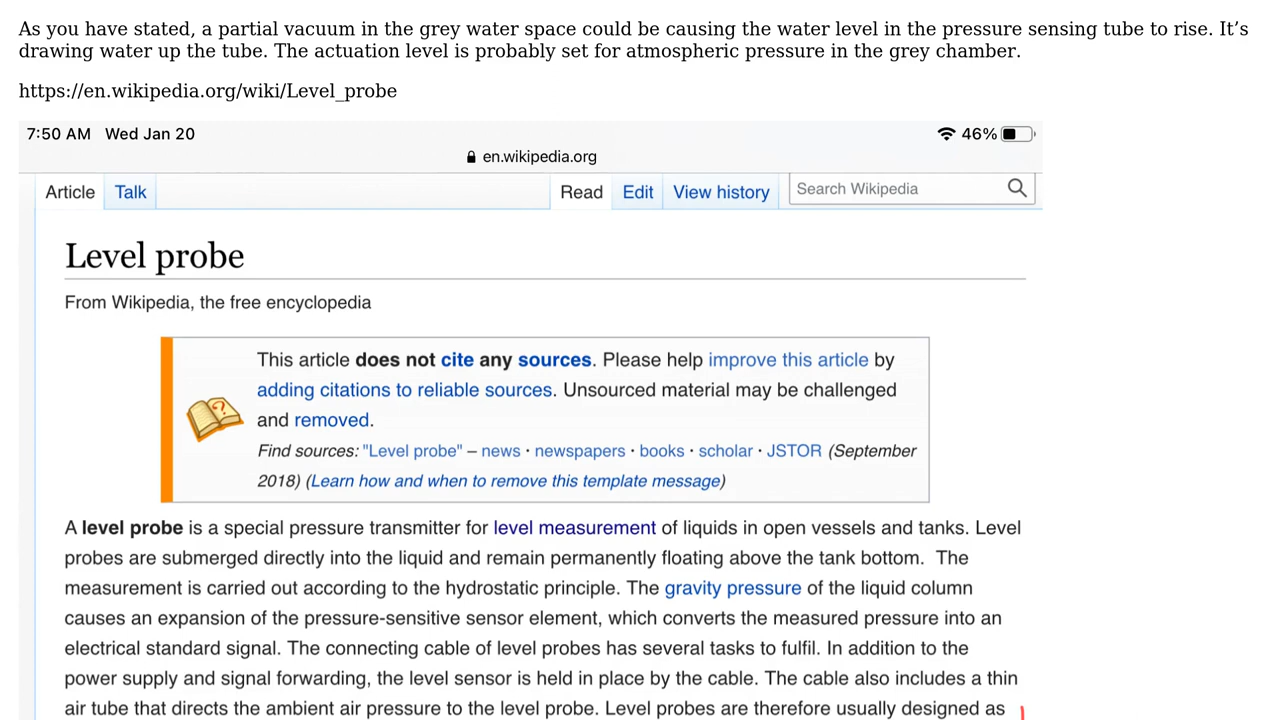 As you have stated, a partial vacuum in the grey water space could be causing the water level in the pressure sensing tube to rise. It’s
drawing water up the tube. The actuation level is probably set for atmospheric pressure in the grey chamber.
https://en.wikipedia.org/wiki/Level_probe
7:50 AM Wed Jan 20 46%
en.wikipedia.org
Article Talk Read Edit View history Search Wikipedia
Level probe
From Wikipedia, the free encyclopedia
This article does not cite any sources. Please help improve this article by
adding citations to reliable sources. Unsourced material may be challenged
and removed.
Find sources: "Level probe" – news · newspapers · books · scholar · JSTOR (September
2018) (Learn how and when to remove this template message)
A level probe is a special pressure transmitter for level measurement of liquids in open vessels and tanks. Level
probes are submerged directly into the liquid and remain permanently floating above the tank bottom. The
measurement is carried out according to the hydrostatic principle. The gravity pressure of the liquid column
causes an expansion of the pressure-sensitive sensor element, which converts the measured pressure into an
electrical standard signal. The connecting cable of level probes has several tasks to fulfil. In addition to the
power supply and signal forwarding, the level sensor is held in place by the cable. The cable also includes a thin
air tube that directs the ambient air pressure to the level probe. Level probes are therefore usually designed as